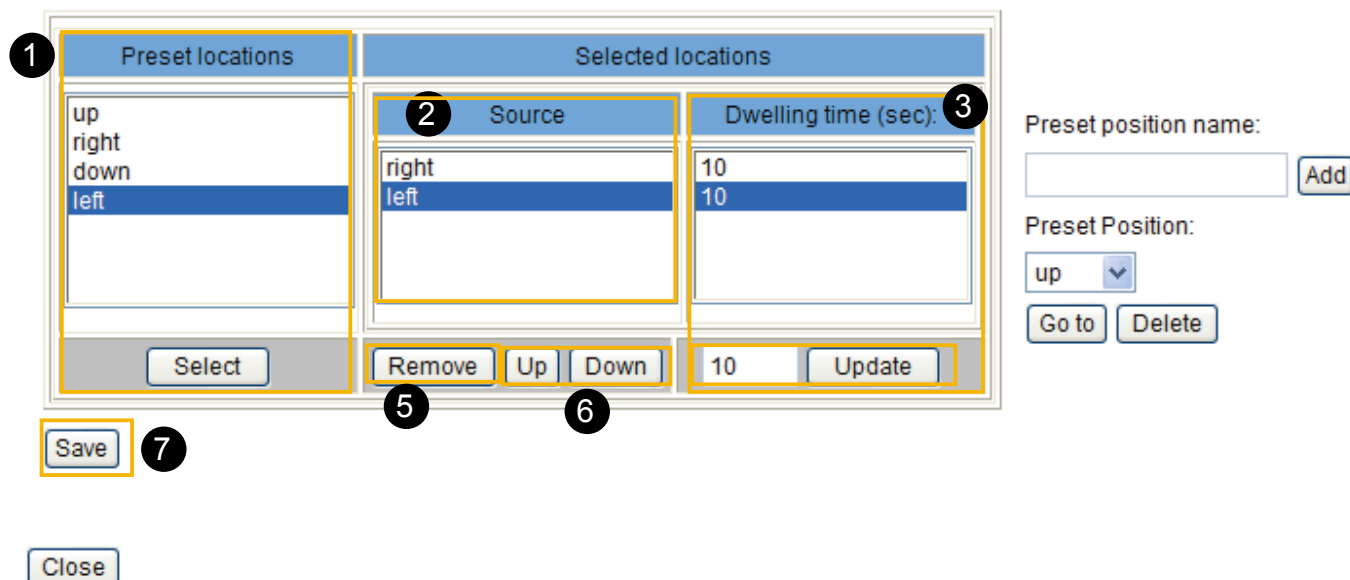 1
Preset locations
Selected locations
up
right
down
left
2
Source
Dwelling time (sec):
3
right
left
10
10
Select
Remove
Up
Down
10
Update
5
6
Save
7
Close
Preset position name:
Add
Preset Position:
up
Go to
Delete